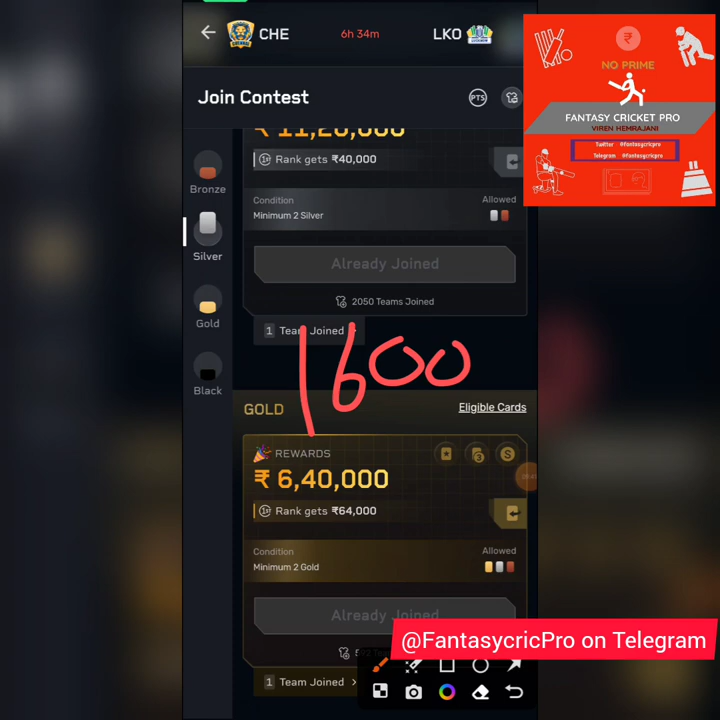 CHE
6h 34m
LKO
Join Contest
PTS
Rank gets ₹40,000
Bronze
Condition
Allowed
Minimum 2 Silver
Silver
Already Joined
2050 Teams Joined
1 Team Joined >
1600
Gold
Black
GOLD
Eligible Cards
REWARDS
₹ 6,40,000
Rank gets ₹64,000
Condition
Allowed
Minimum 2 Gold
Already Joined
1 Team Joined >
₹
NO PRIME
FANTASY CRICKET PRO
VIREN HEMRAJANI
Twitter @fantasycricpro
Telegram @fantasycripro
@FantasycricPro on Telegram